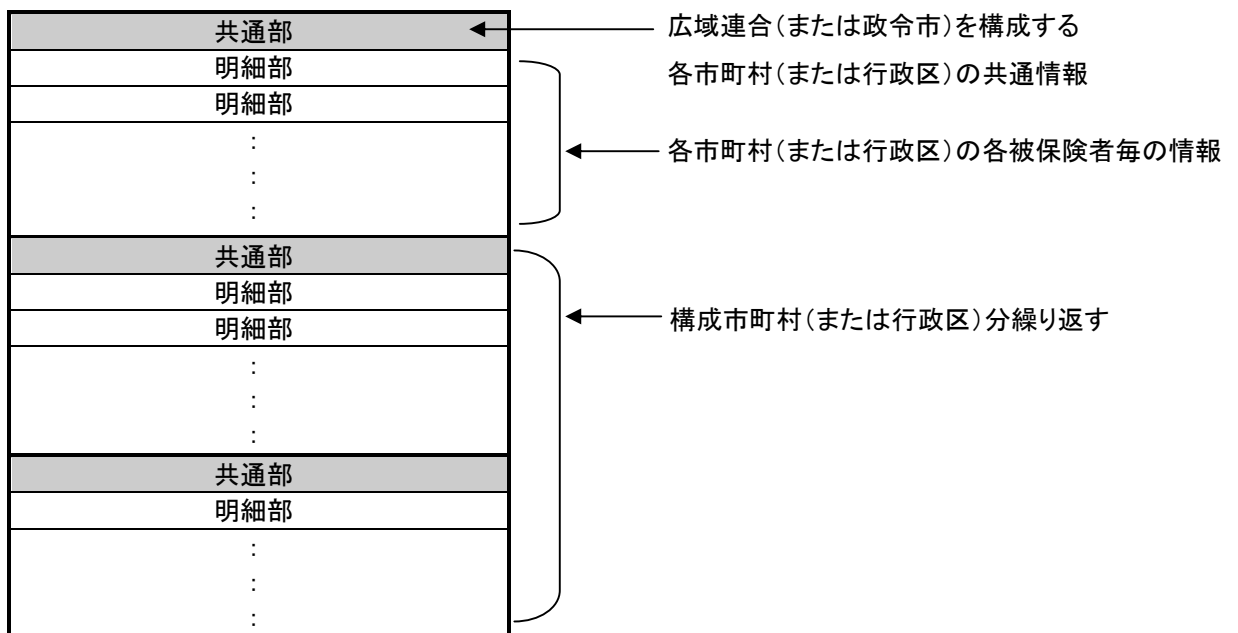 共通部
広域連合(または政令市)を構成する
各市町村(または行政区)の共通情報
明細部
明細部
:
:
:
各市町村(または行政区)の各被保険者毎の情報
共通部
明細部
明細部
:
:
:
構成市町村(または行政区)分繰り返す
共通部
明細部
:
:
: